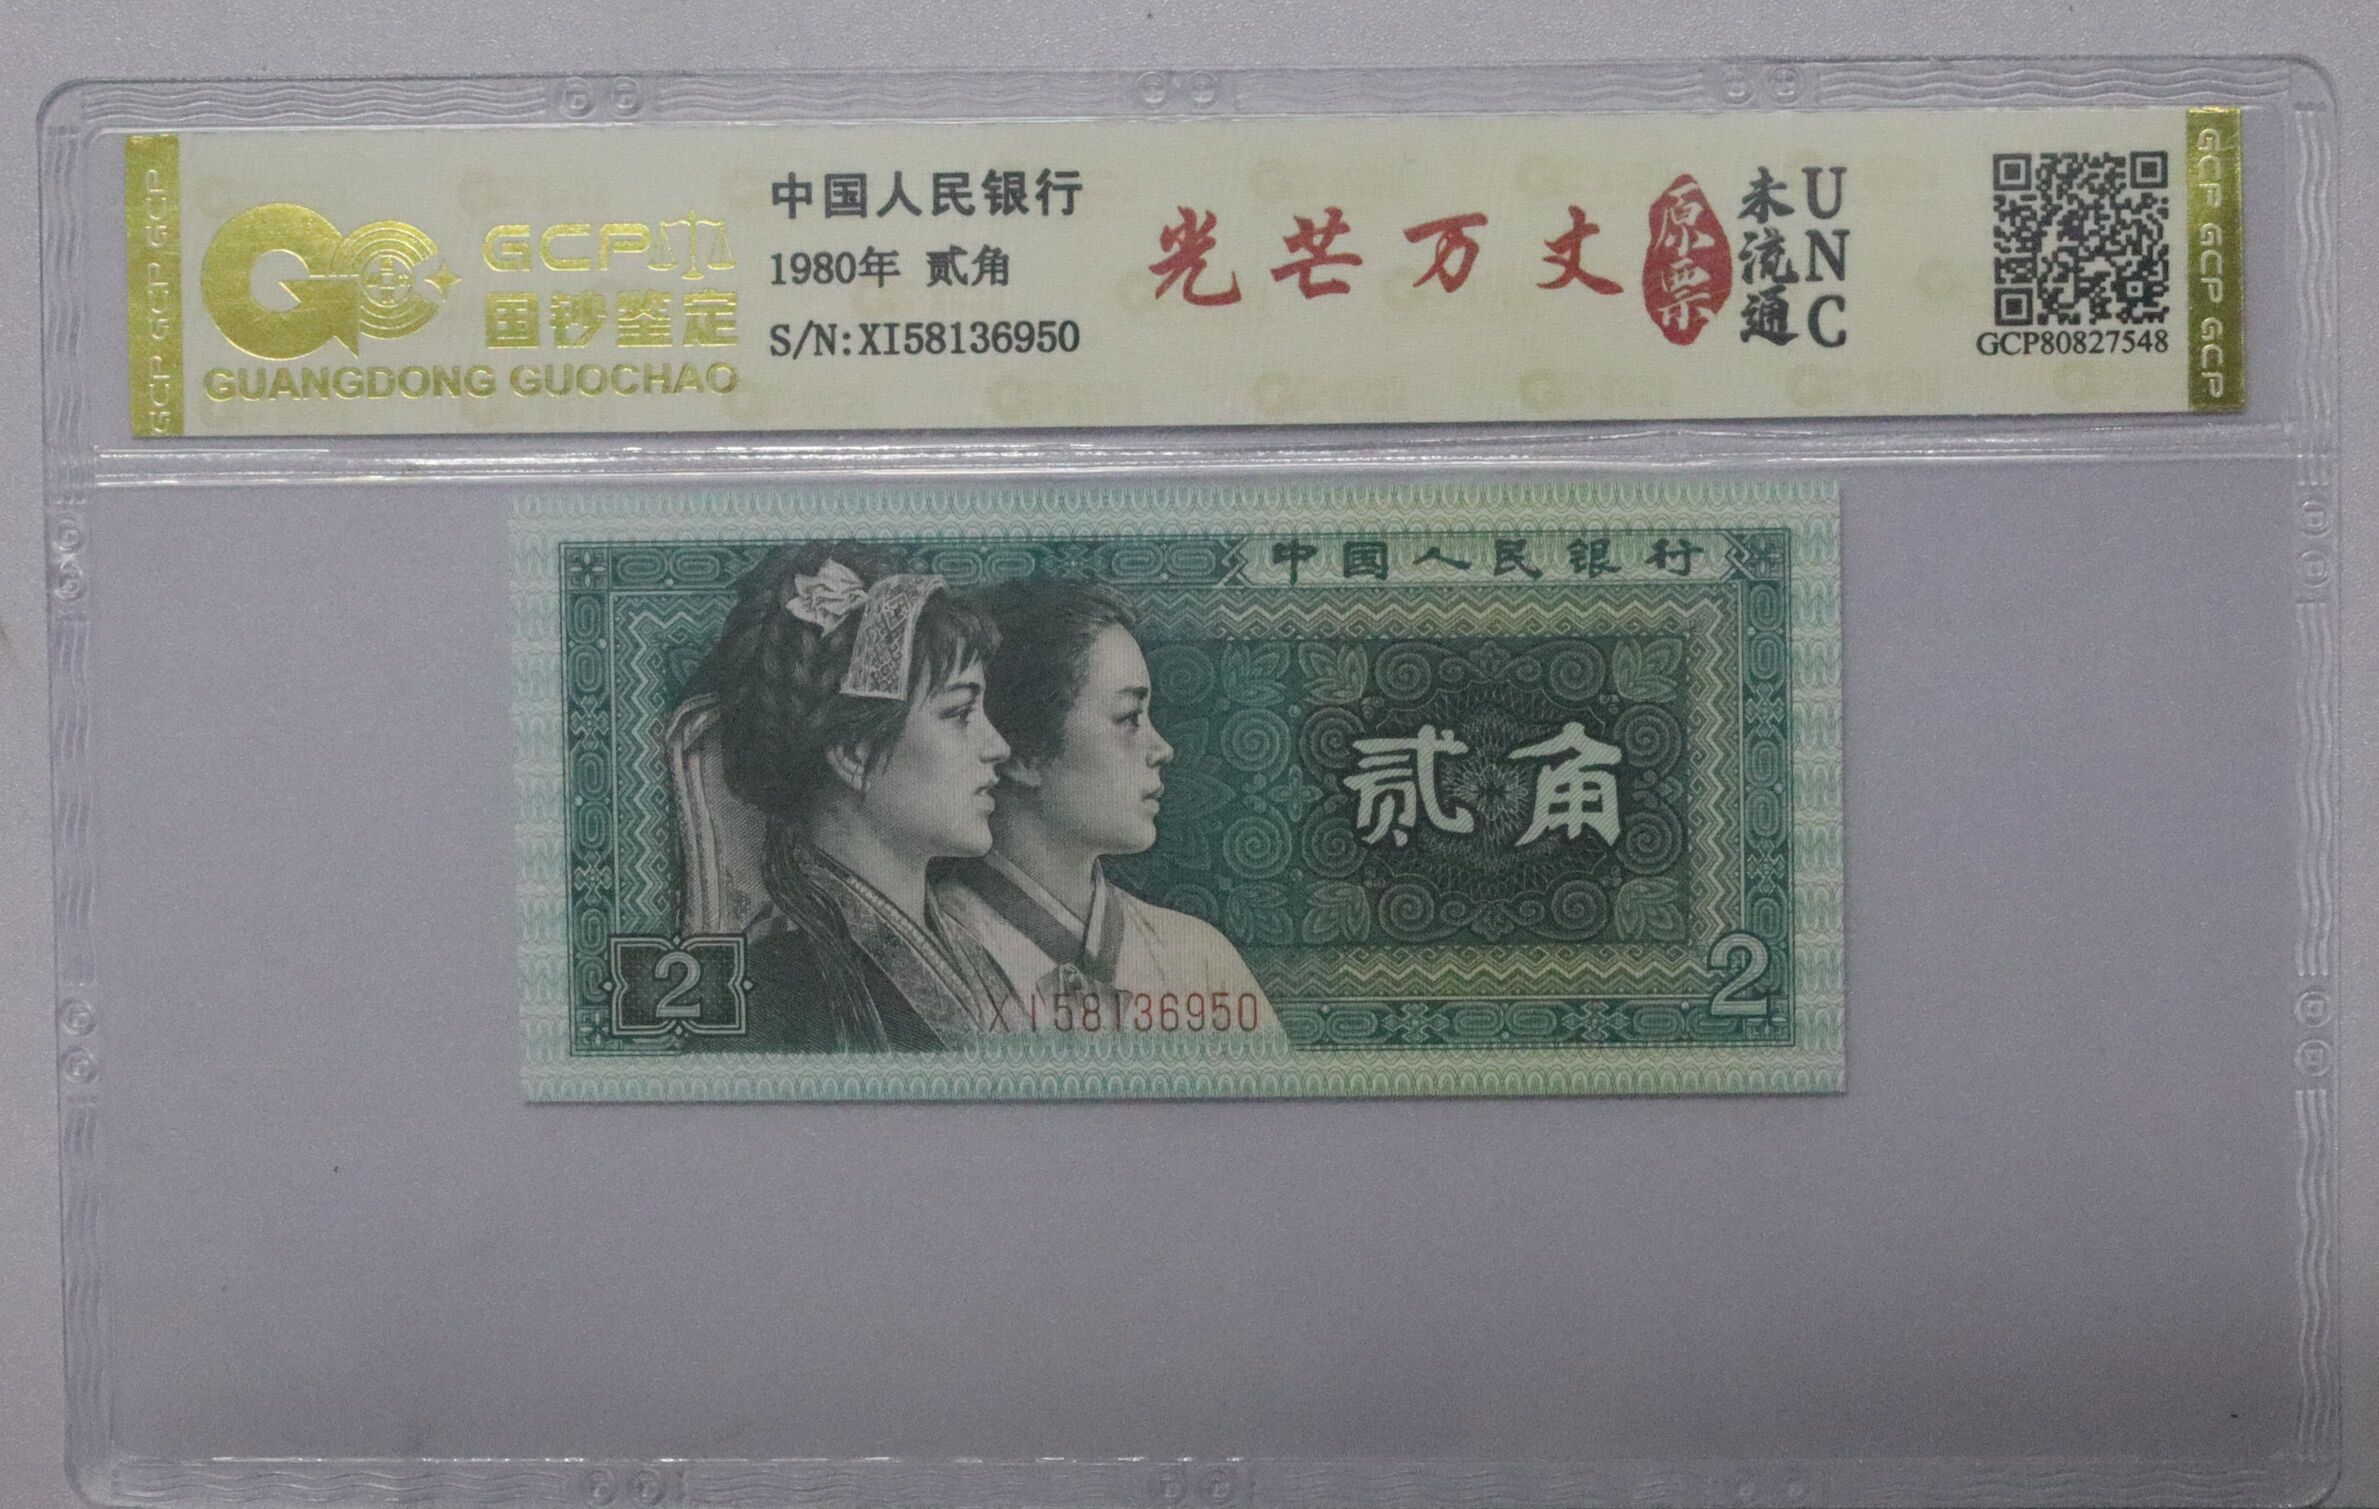 GCP GCP GCP
GCP
国钞鉴定
GUANGDONG GUOCHAO
中国人民银行
1980年 贰角
S/N:XI58136950
光芒万丈
原票
未流通
UNC
GCP80827548
GCP GCP GCP
中国人民银行
贰角
2
2
XI58136950